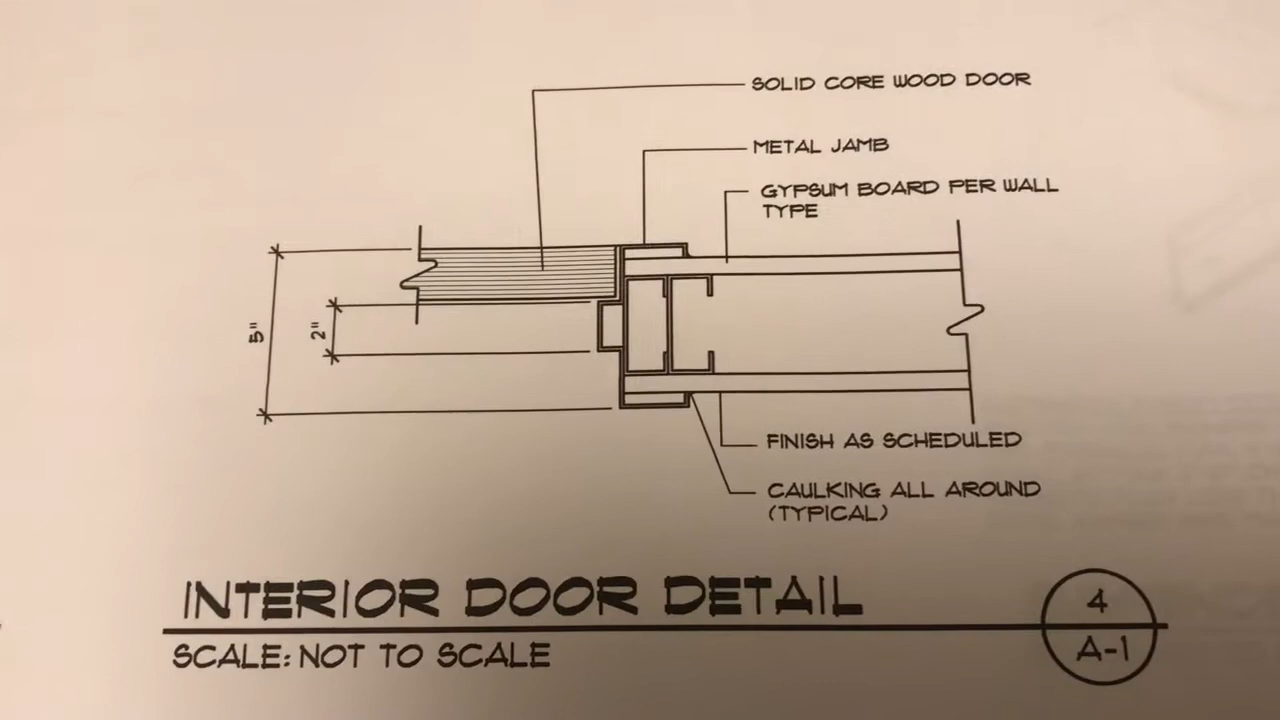 SOLID CORE WOOD DOOR
METAL JAMB
GYPSUM BOARD PER WALL
TYPE
5"
2"
FINISH AS SCHEDULED
CAULKING ALL AROUND
(TYPICAL)
INTERIOR DOOR DETAIL
SCALE: NOT TO SCALE
4
A-1